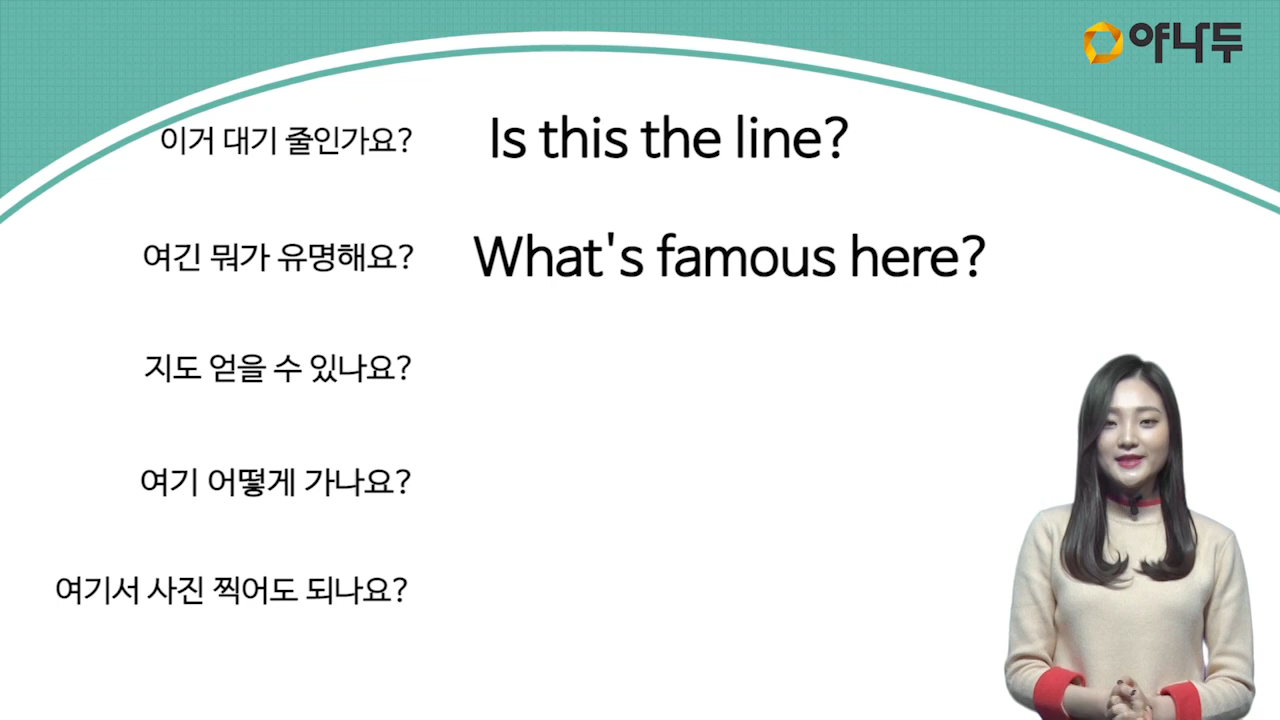 야나두
이거 대기 줄인가요? Is this the line?
여긴 뭐가 유명해요? What's famous here?
지도 얻을 수 있나요?
여기 어떻게 가나요?
여기서 사진 찍어도 되나요?